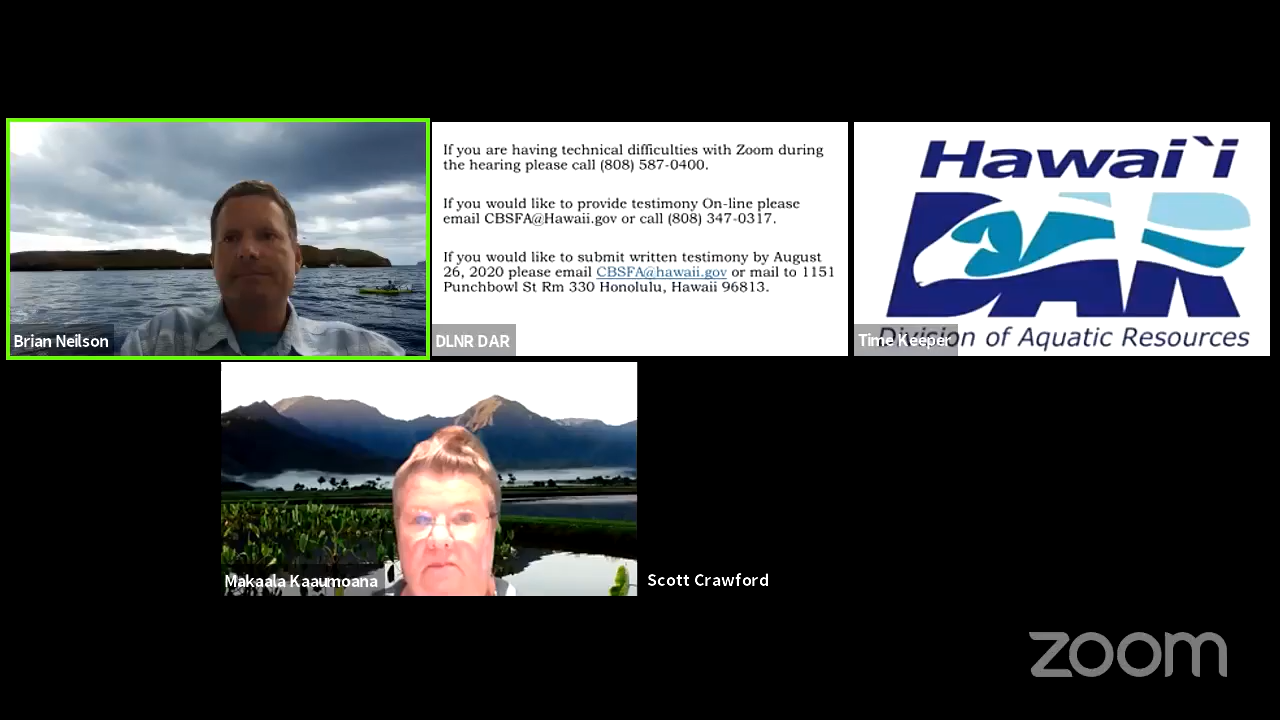 If you are having technical difficulties with Zoom during
the hearing please call (808) 587-0400.
If you would like to provide testimony On-line please
email CBSFA@Hawaii.gov or call (808) 347-0317.
If you would like to submit written testimony by August
26, 2020 please email CBSFA@hawaii.gov or mail to 1151
Punchbowl St Rm 330 Honolulu, Hawaii 96813.
Hawai`i
DAR
Division of Aquatic Resources
Brian Neilson
DLNR DAR
Time Keeper
Makaala Kaaumoana
Scott Crawford
zoom